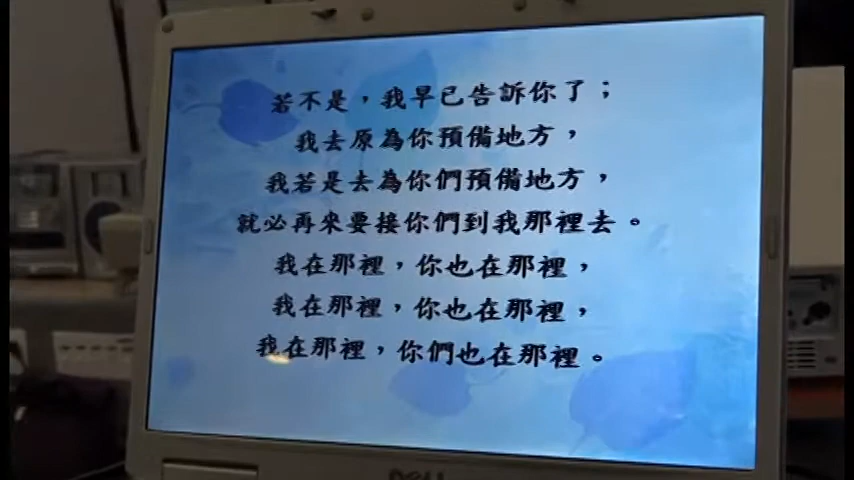 若不是，我早已告訴你了；
我去原為你預備地方，
我若是去為你們預備地方，
就必再來要接你們到我那裡去。
我在那裡，你也在那裡，
我在那裡，你也在那裡，
我在那裡，你們也在那裡。
DELL